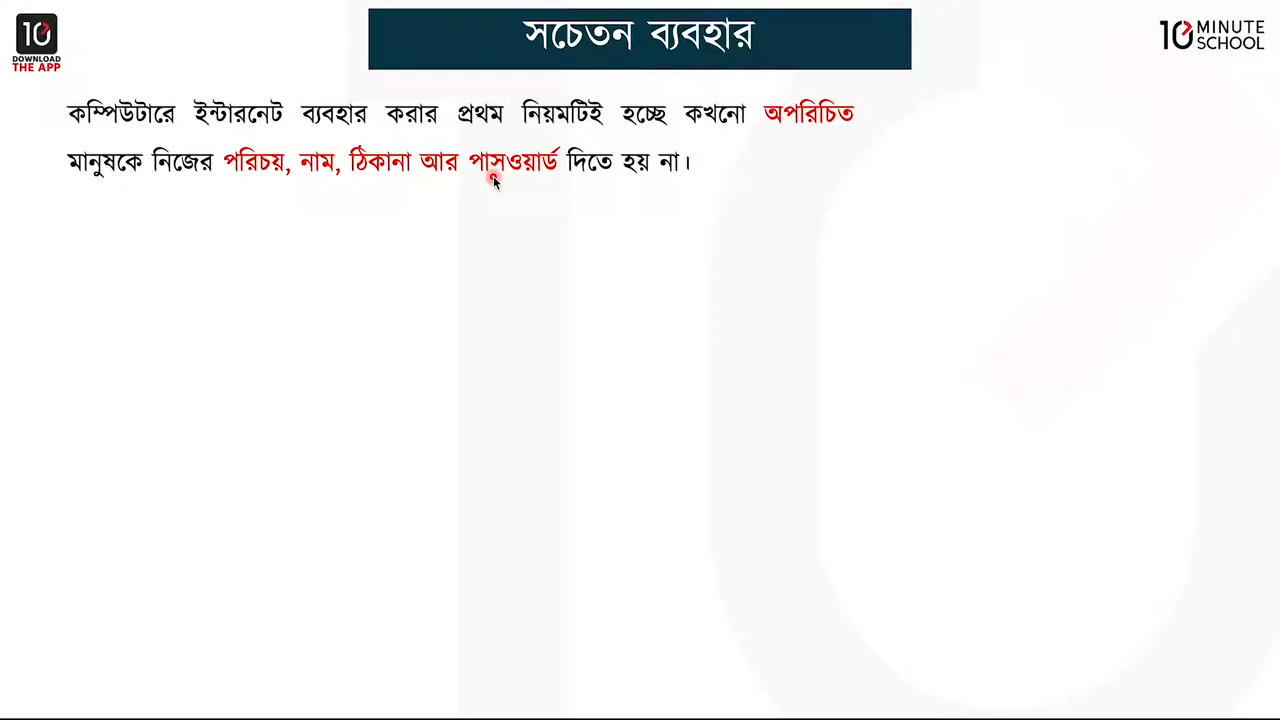 10
DOWNLOAD
THE APP
সচেতন ব্যবহার
10 MINUTE
SCHOOL
কম্পিউটারে ইন্টারনেট ব্যবহার করার প্রথম নিয়মটিই হচ্ছে কখনো অপরিচিত
মানুষকে নিজের পরিচয়, নাম, ঠিকানা আর পাসওয়ার্ড দিতে হয় না।